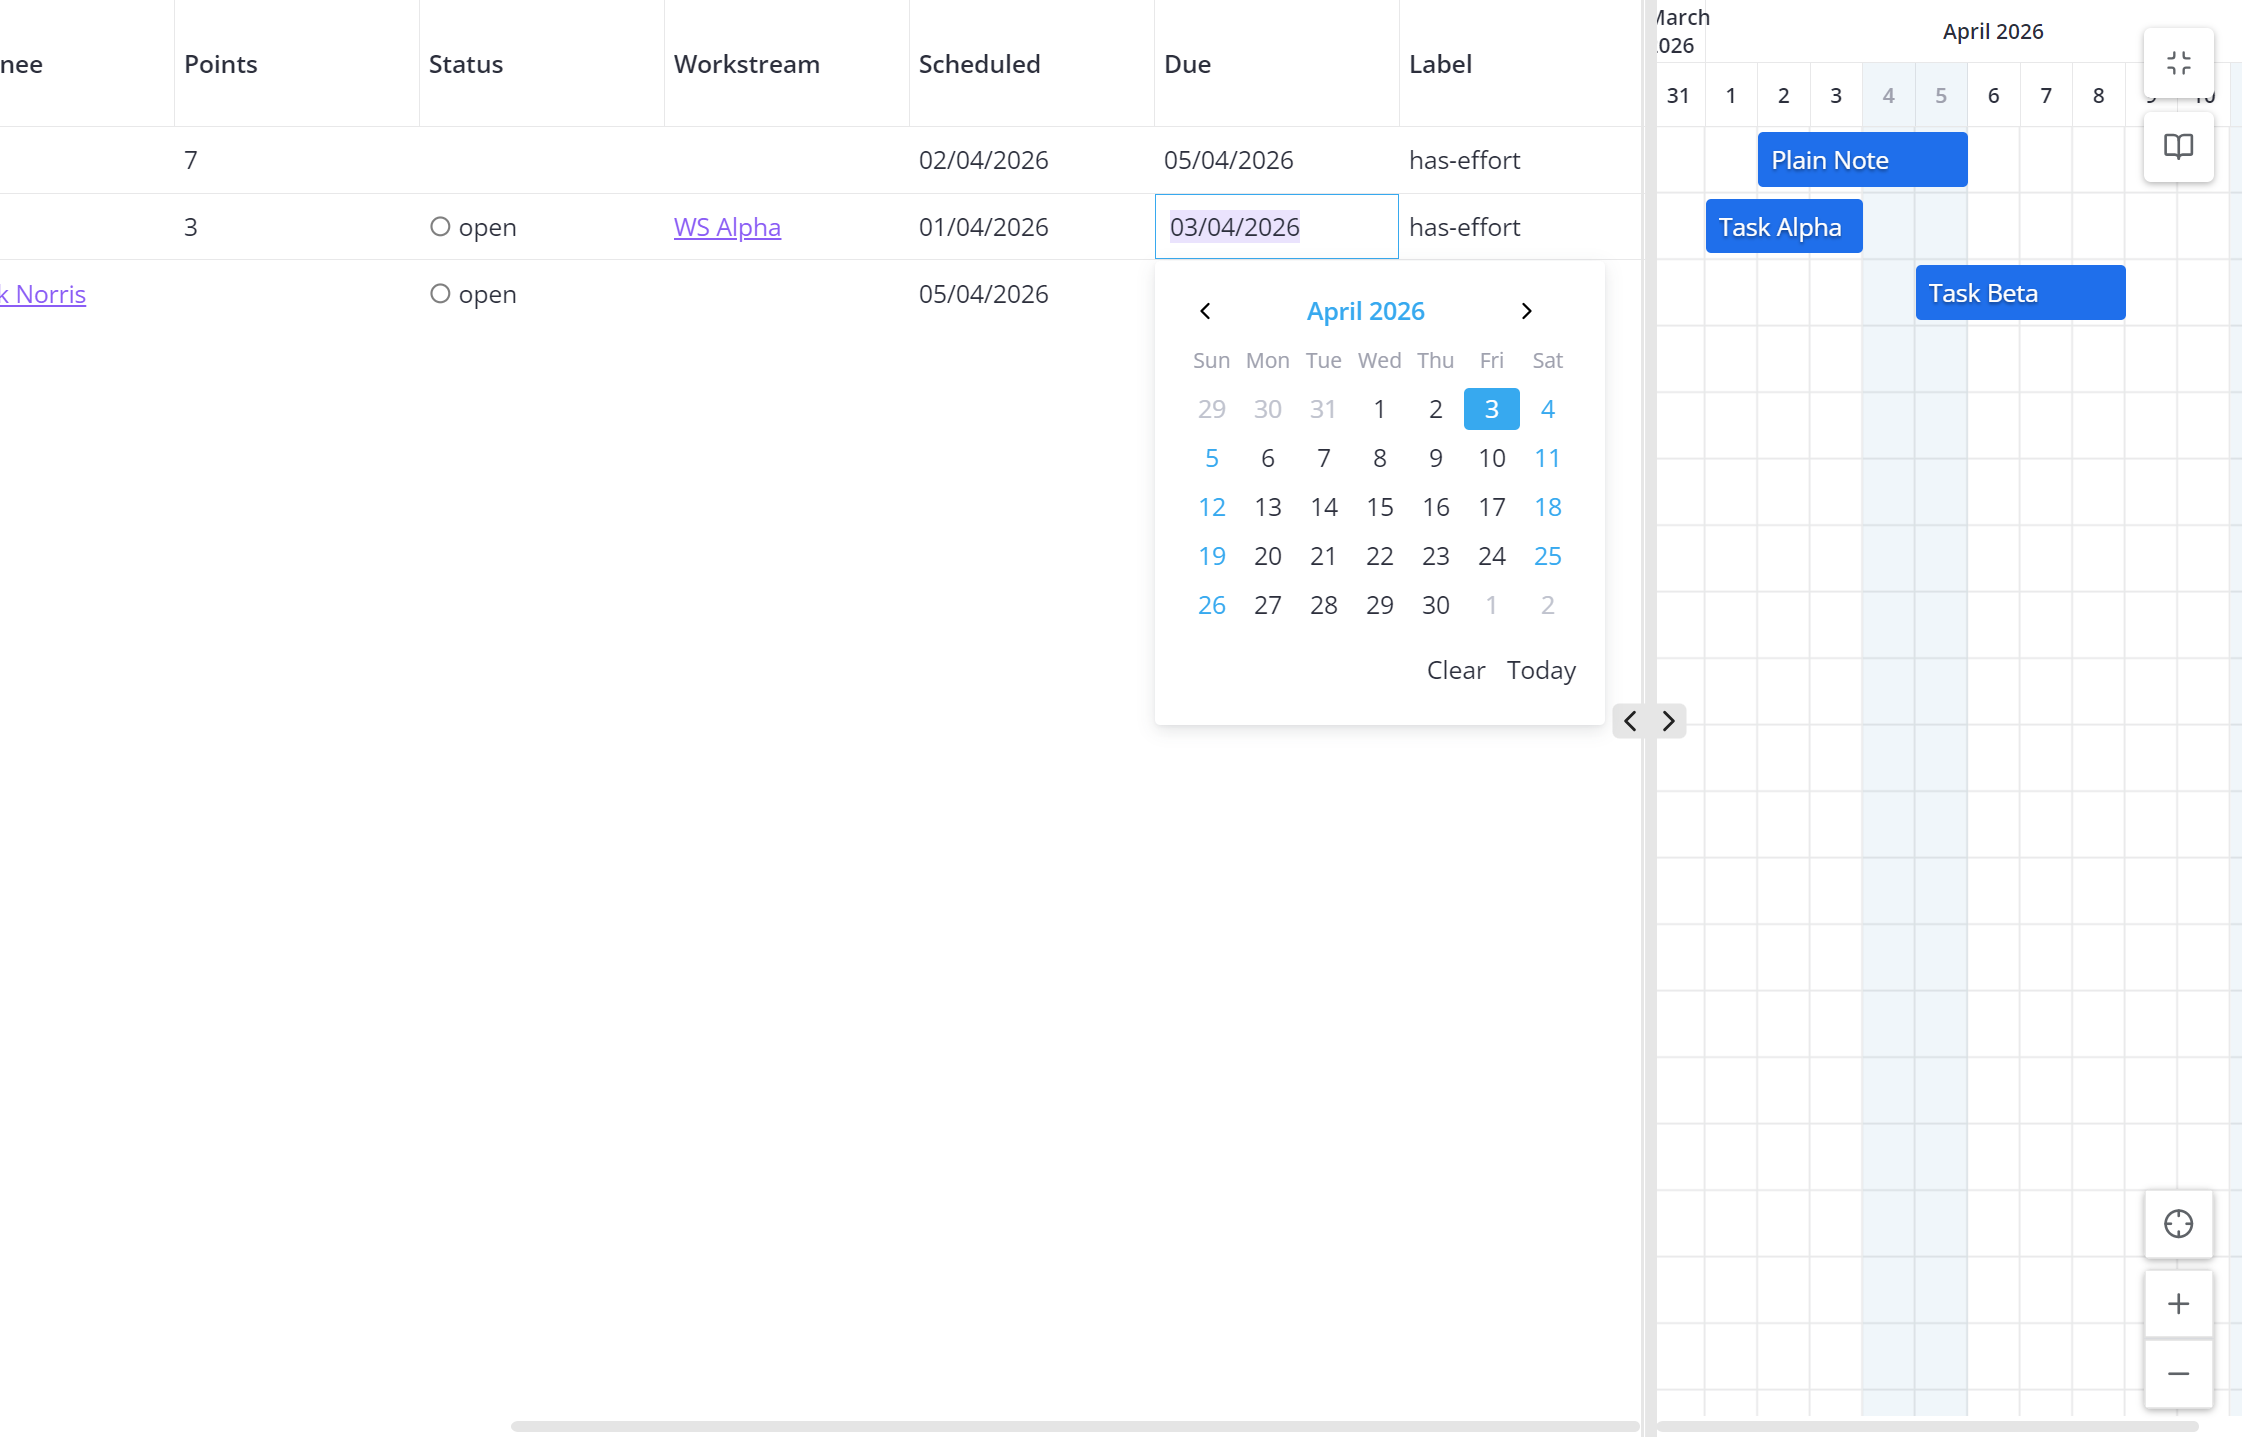 nee Points Status Workstream Scheduled Due Label
March
2026
April 2026
31 1 2 3 4 5 6 7 8 9 10
7 02/04/2026 05/04/2026 has-effort Plain Note
3 open WS Alpha 01/04/2026 03/04/2026 has-effort Task Alpha
k Norris open 05/04/2026 Task Beta
April 2026
Sun Mon Tue Wed Thu Fri Sat
29 30 31 1 2 3 4
5 6 7 8 9 10 11
12 13 14 15 16 17 18
19 20 21 22 23 24 25
26 27 28 29 30 1 2
Clear Today